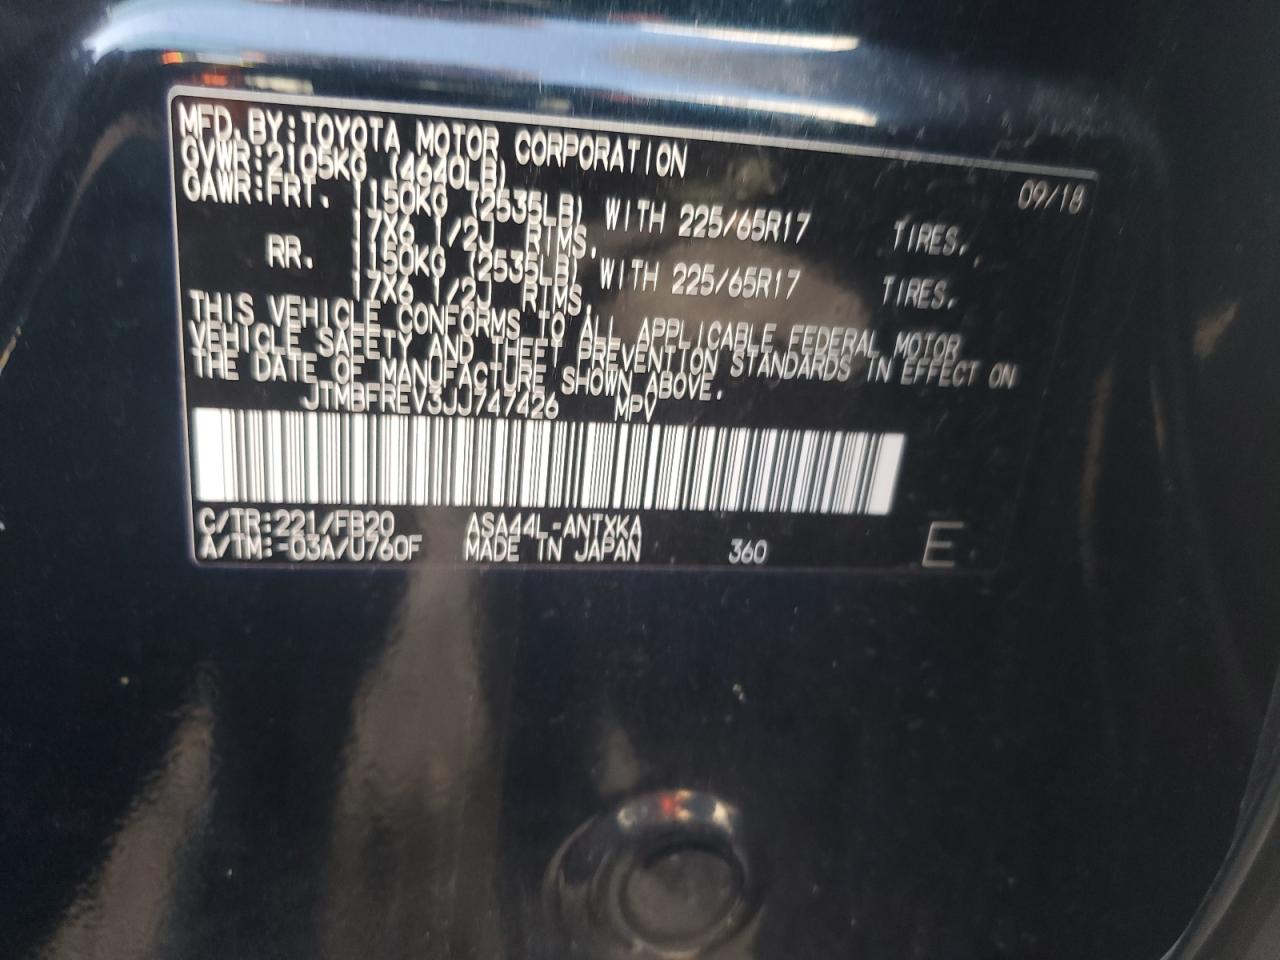 MFD. BY: TOYOTA MOTOR CORPORATION 09/18
GVWR: 2105KG (4640LB)
GAWR: FRT. 1150KG (2535LB) WITH 225/65R17 TIRES,
17X6 1/2J RIMS,
RR. 1150KG (2535LB) WITH 225/65R17 TIRES,
17X6 1/2J RIMS,
THIS VEHICLE CONFORMS TO ALL APPLICABLE FEDERAL MOTOR
VEHICLE SAFETY AND THEFT PREVENTION STANDARDS IN EFFECT ON
THE DATE OF MANUFACTURE SHOWN ABOVE.
JTMBFREV3JJ747426 MPV
C/TR: 221/FB20 ASA44L-ANTXKA
A/TM: -03A/U760F MADE IN JAPAN 360 E